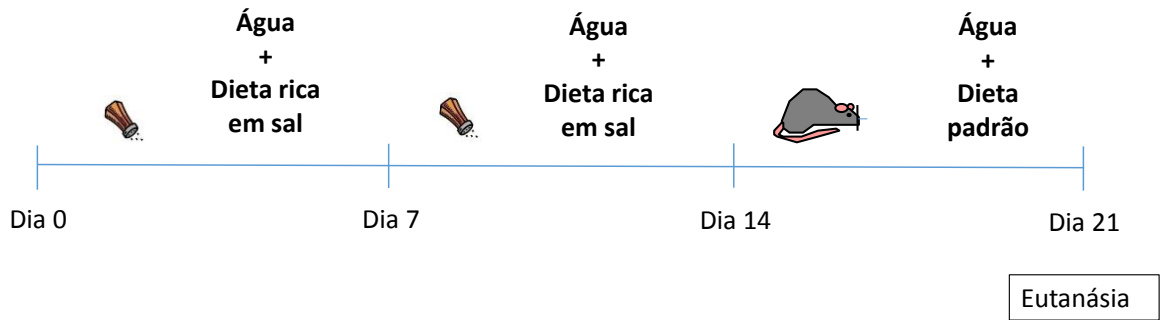 Água
+
Dieta rica
em sal
Água
+
Dieta rica
em sal
Água
+
Dieta
padrão
Dia 0
Dia 7
Dia 14
Dia 21
Eutanásia